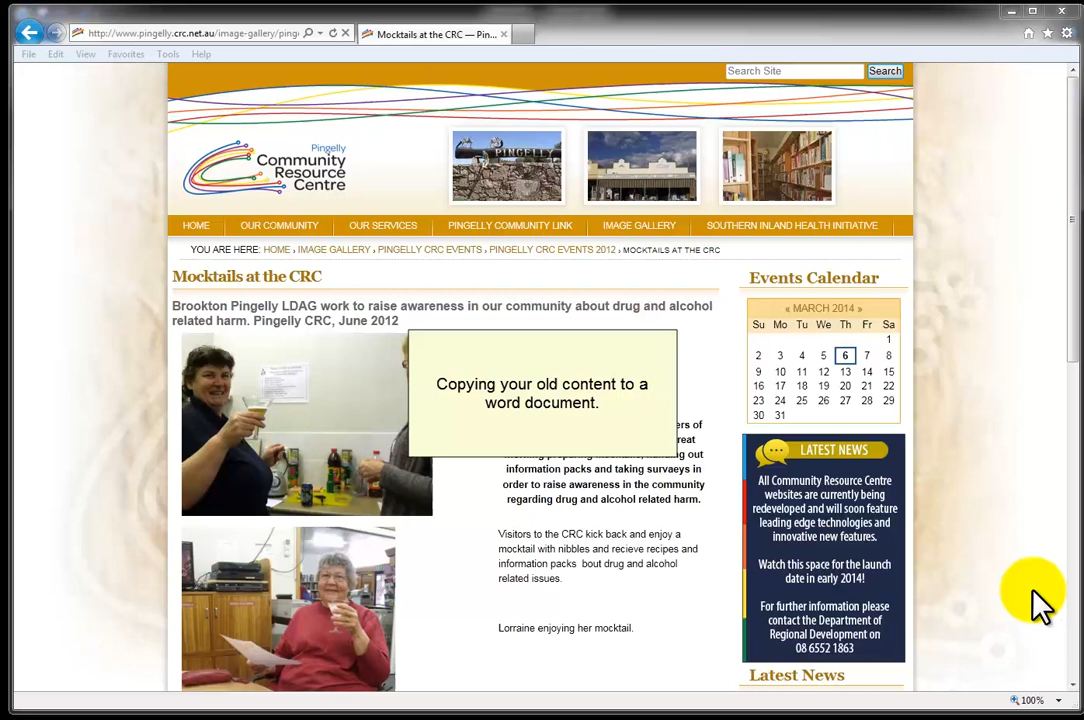 http://www.pingelly.crc.net.au/image-gallery/ping
Mocktails at the CRC — Pin...
File Edit View Favorites Tools Help
Search Site Search
Pingelly
Community
Resource
Centre
PINGELLY
HOME OUR COMMUNITY OUR SERVICES PINGELLY COMMUNITY LINK IMAGE GALLERY SOUTHERN INLAND HEALTH INITIATIVE
YOU ARE HERE: HOME › IMAGE GALLERY › PINGELLY CRC EVENTS › PINGELLY CRC EVENTS 2012 › MOCKTAILS AT THE CRC
Mocktails at the CRC
Brookton Pingelly LDAG work to raise awareness in our community about drug and alcohol
related harm. Pingelly CRC, June 2012
Copying your old content to a
word document.
ers of
reat
out
information packs and taking survaeys in
order to raise awareness in the community
regarding drug and alcohol related harm.
Visitors to the CRC kick back and enjoy a
mocktail with nibbles and recieve recipes and
information packs bout drug and alcohol
related issues.
Lorraine enjoying her mocktail.
Events Calendar
« MARCH 2014 »
Su Mo Tu We Th Fr Sa
1
2 3 4 5 6 7 8
9 10 11 12 13 14 15
16 17 18 19 20 21 22
23 24 25 26 27 28 29
30 31
LATEST NEWS
All Community Resource Centre
websites are currently being
redeveloped and will soon feature
leading edge technologies and
innovative new features.
Watch this space for the launch
date in early 2014!
For further information please
contact the Department of
Regional Development on
08 6552 1863
Latest News
100%